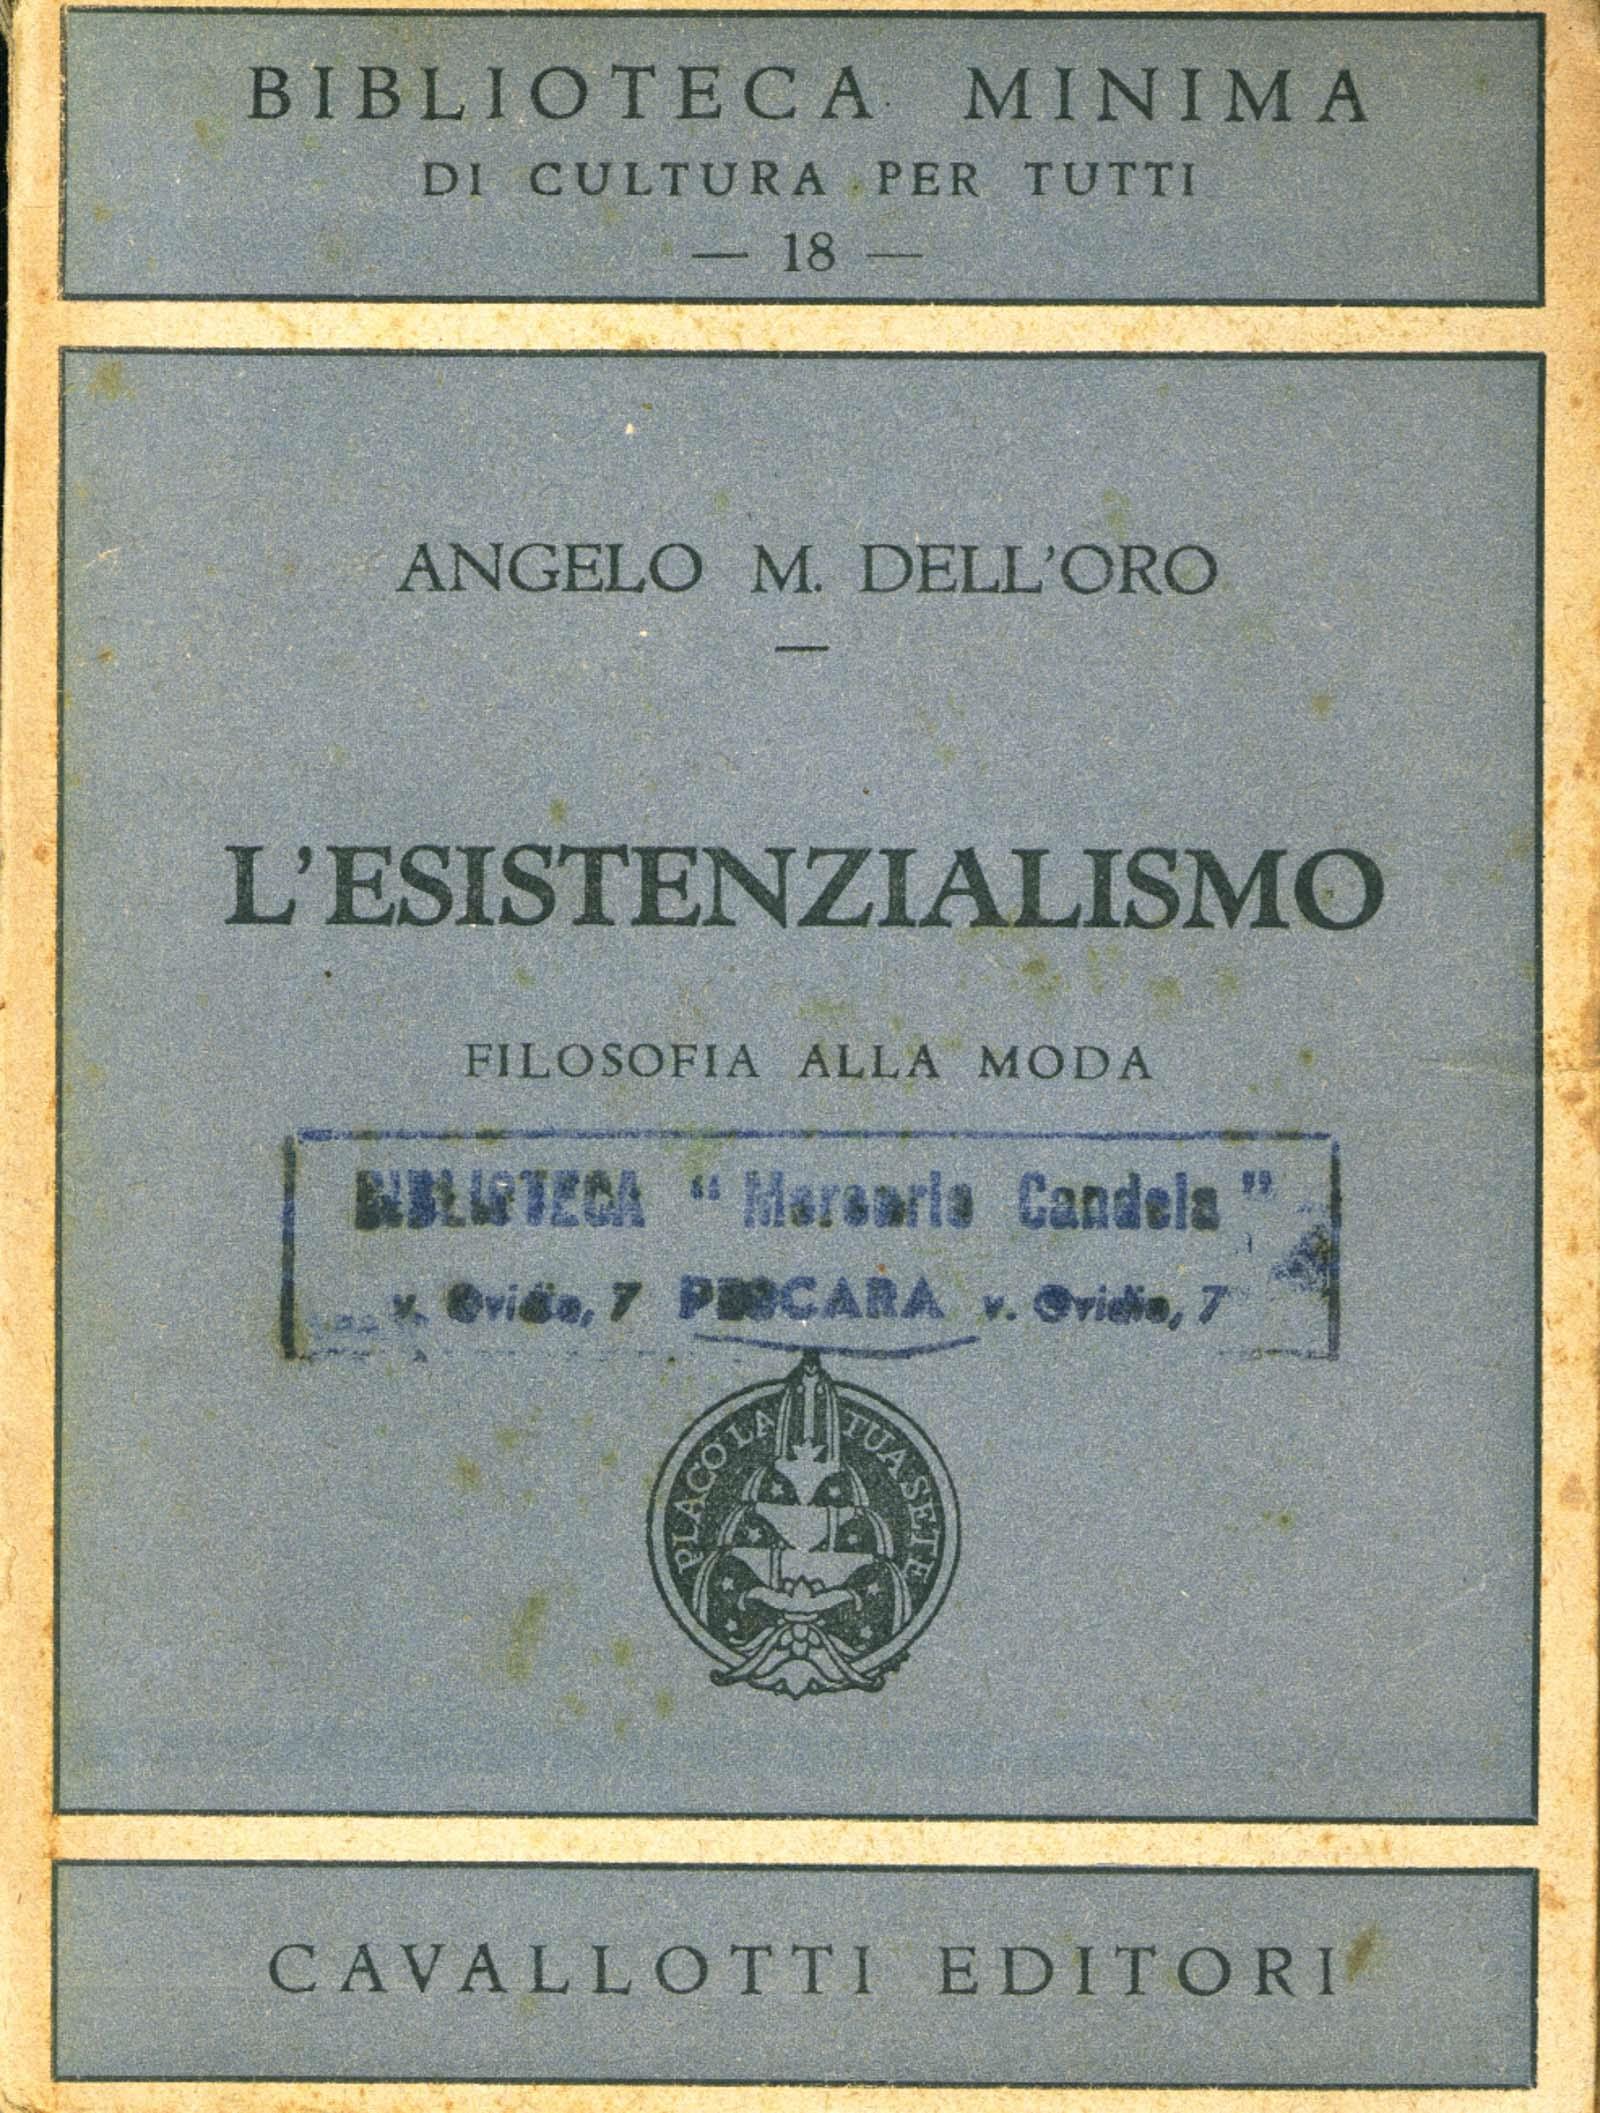 BIBLIOTECA MINIMA
DI CULTURA PER TUTTI
— 18 —
ANGELO M. DELL'ORO
L'ESISTENZIALISMO
FILOSOFIA ALLA MODA
BIBLIOTECA " Candela "
v. Ovidio, 7 PESCARA v. Ovidio, 7
PLACO LA TUA SETE
CAVALLOTTI EDITORI